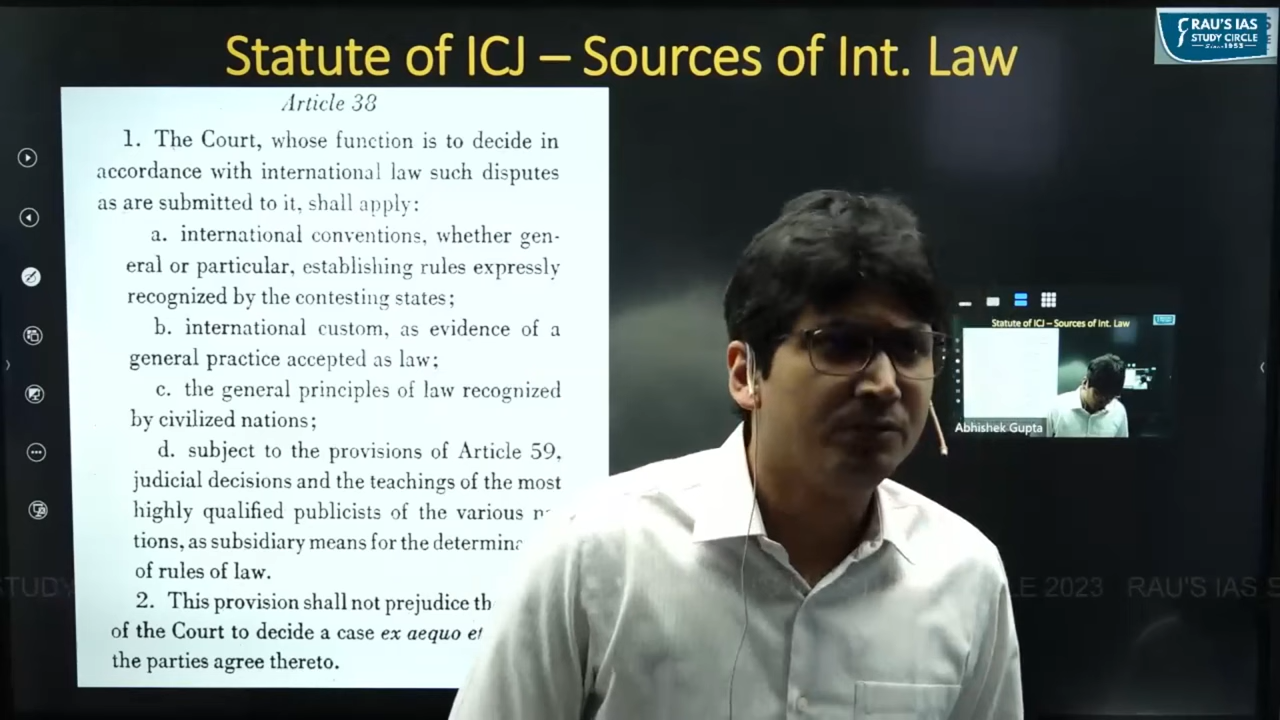 Statute of ICJ – Sources of Int. Law
RAU'S IAS
STUDY CIRCLE
Since 1953
Article 38
1. The Court, whose function is to decide in
accordance with international law such disputes
as are submitted to it, shall apply:
a. international conventions, whether gen-
eral or particular, establishing rules expressly
recognized by the contesting states;
b. international custom, as evidence of a
general practice accepted as law;
c. the general principles of law recognized
by civilized nations;
d. subject to the provisions of Article 59,
judicial decisions and the teachings of the most
highly qualified publicists of the various
tions, as subsidiary means for the
of rules of law.
2. This provision shall not prejudice
of the Court to decide a case ex aequo et
the parties agree thereto.
Statute of ICJ – Sources of Int. Law
Abhishek Gupta
2023 RAU'S IAS